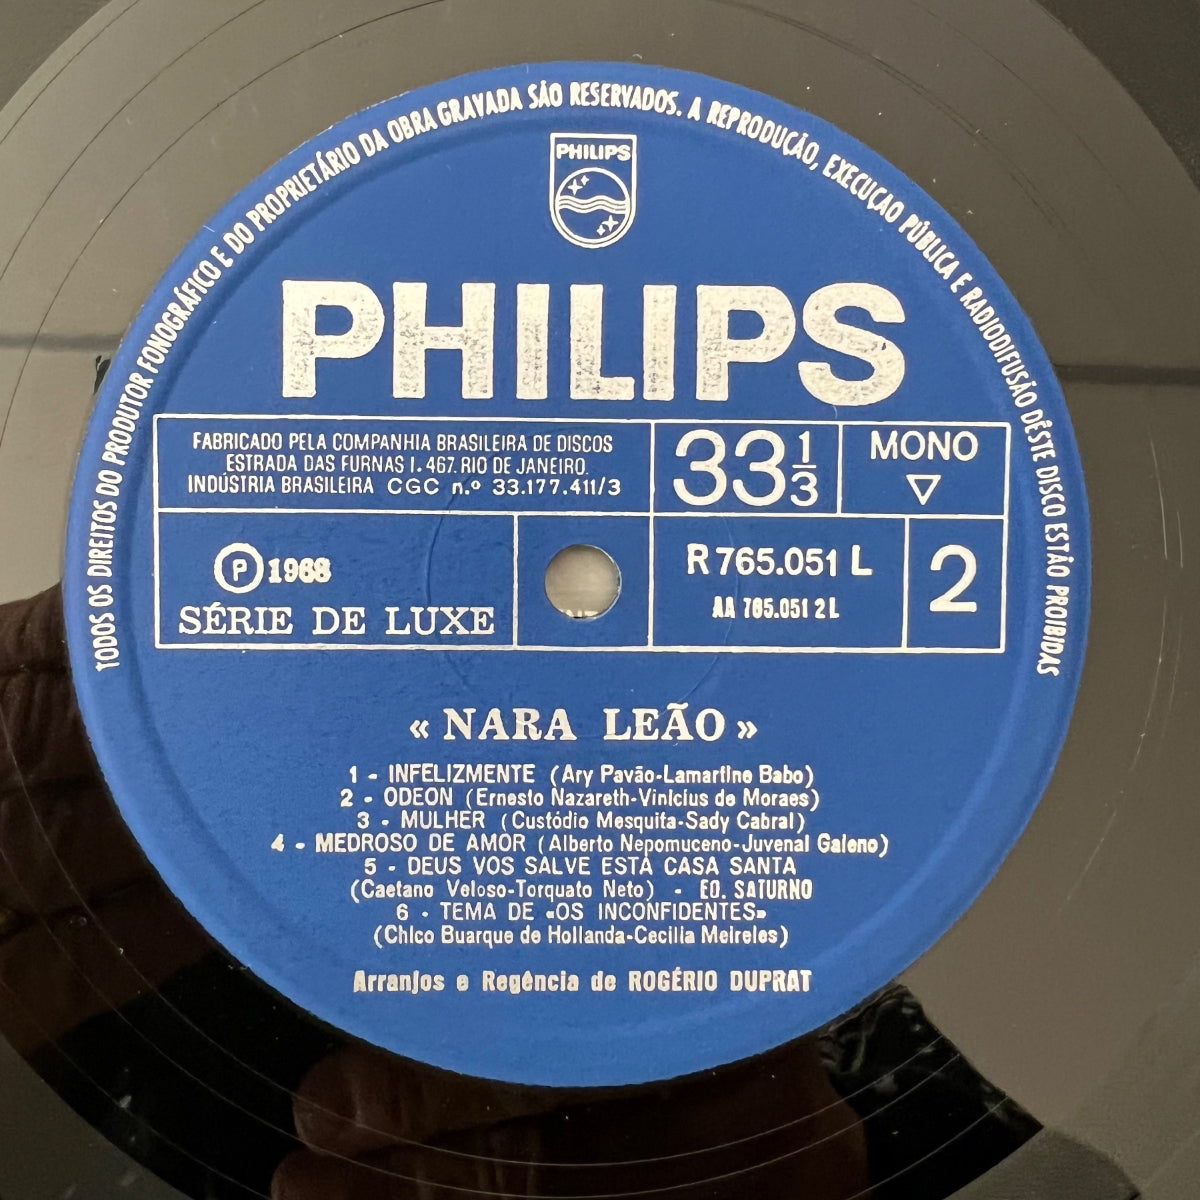 TODOS OS DIREITOS DO PRODUTOR FONOGRÁFICO E DO PROPRIETÁRIO DA OBRA GRAVADA SÃO RESERVADOS. A REPRODUÇÃO, EXECUÇÃO PÚBLICA E RADIODIFUSÃO DÊSTE DISCO ESTÃO PROIBIDAS
PHILIPS
PHILIPS
FABRICADO PELA COMPANHIA BRASILEIRA DE DISCOS
ESTRADA DAS FURNAS 1.467. RIO DE JANEIRO.
INDÚSTRIA BRASILEIRA CGC n.º 33.177.411/3
33 1/3
MONO
℗ 1968
SÉRIE DE LUXE
R 765.051 L
AA 765.051 2 L
2
« NARA LEÃO »
1 - INFELIZMENTE (Ary Pavão-Lamartine Babo)
2 - ODEON (Ernesto Nazareth-Vinicius de Moraes)
3 - MULHER (Custódio Mesquita-Sady Cabral)
4 - MEDROSO DE AMOR (Alberto Nepomuceno-Juvenal Galeno)
5 - DEUS VOS SALVE ESTA CASA SANTA
(Caetano Veloso-Torquato Neto) - ED. SATURNO
6 - TEMA DE «OS INCONFIDENTES»
(Chico Buarque de Hollanda-Cecilia Meireles)
Arranjos e Regência de ROGÉRIO DUPRAT